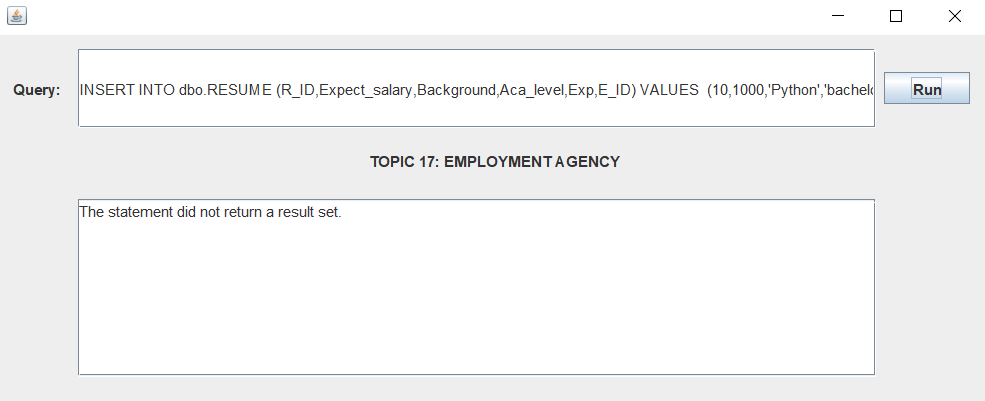 Query:
INSERT INTO dbo.RESUME (R_ID,Expect_salary,Background,Aca_level,Exp,E_ID) VALUES  (10,1000,'Python','bachelo
Run
TOPIC 17: EMPLOYMENT AGENCY
The statement did not return a result set.